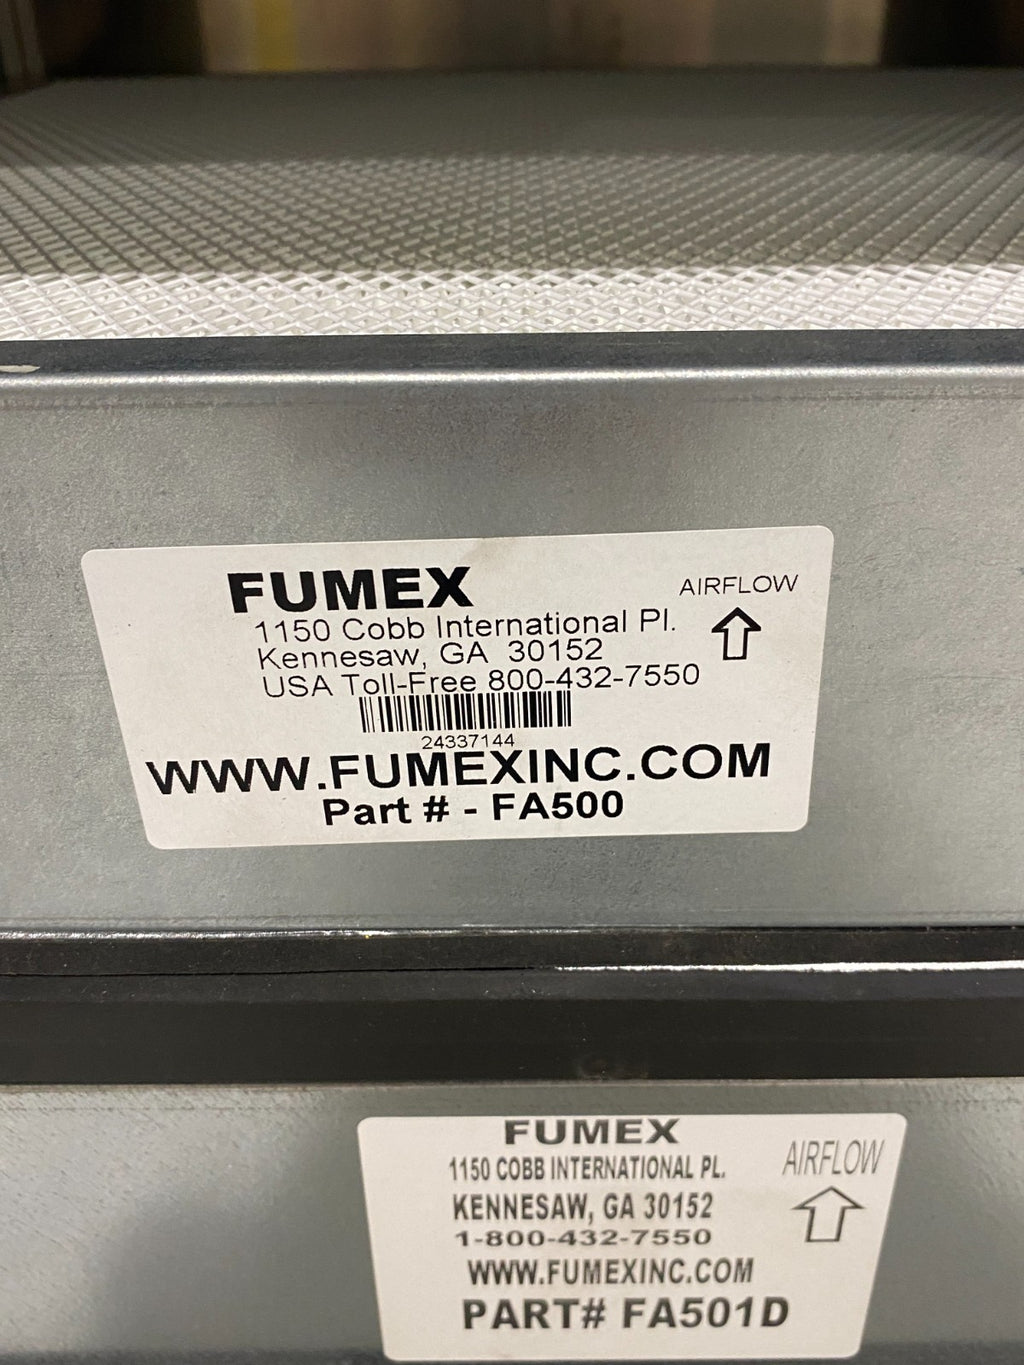 FUMEX
AIRFLOW
1150 Cobb International Pl.
Kennesaw, GA 30152
USA Toll-Free 800-432-7550
24337144
WWW.FUMEXINC.COM
Part # - FA500
FUMEX
AIRFLOW
1150 COBB INTERNATIONAL PL.
KENNESAW, GA 30152
1-800-432-7550
WWW.FUMEXINC.COM
PART# FA501D